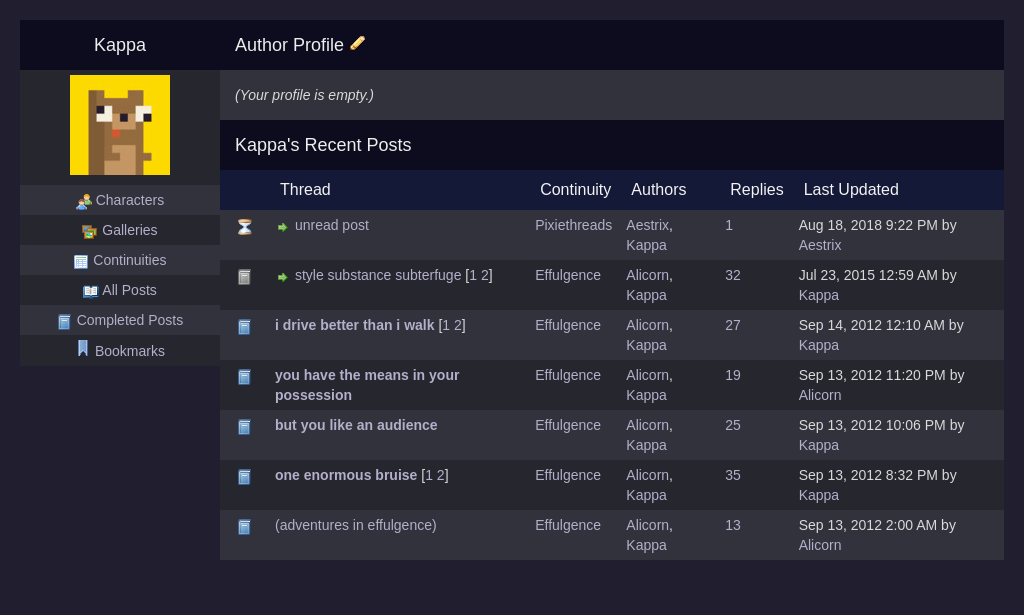 Kappa
Characters
Galleries
Continuities
All Posts
Completed Posts
Bookmarks
Author Profile
(Your profile is empty.)
Kappa's Recent Posts
Thread Continuity Authors Replies Last Updated
unread post Pixiethreads Aestrix, 1 Aug 18, 2018 9:22 PM by
Kappa Aestrix
style substance subterfuge [1 2] Effulgence Alicorn, 32 Jul 23, 2015 12:59 AM by
Kappa Kappa
i drive better than i walk [1 2] Effulgence Alicorn, 27 Sep 14, 2012 12:10 AM by
Kappa Kappa
you have the means in your Effulgence Alicorn, 19 Sep 13, 2012 11:20 PM by
possession Kappa Alicorn
but you like an audience Effulgence Alicorn, 25 Sep 13, 2012 10:06 PM by
Kappa Kappa
one enormous bruise [1 2] Effulgence Alicorn, 35 Sep 13, 2012 8:32 PM by
Kappa Kappa
(adventures in effulgence) Effulgence Alicorn, 13 Sep 13, 2012 2:00 AM by
Kappa Alicorn